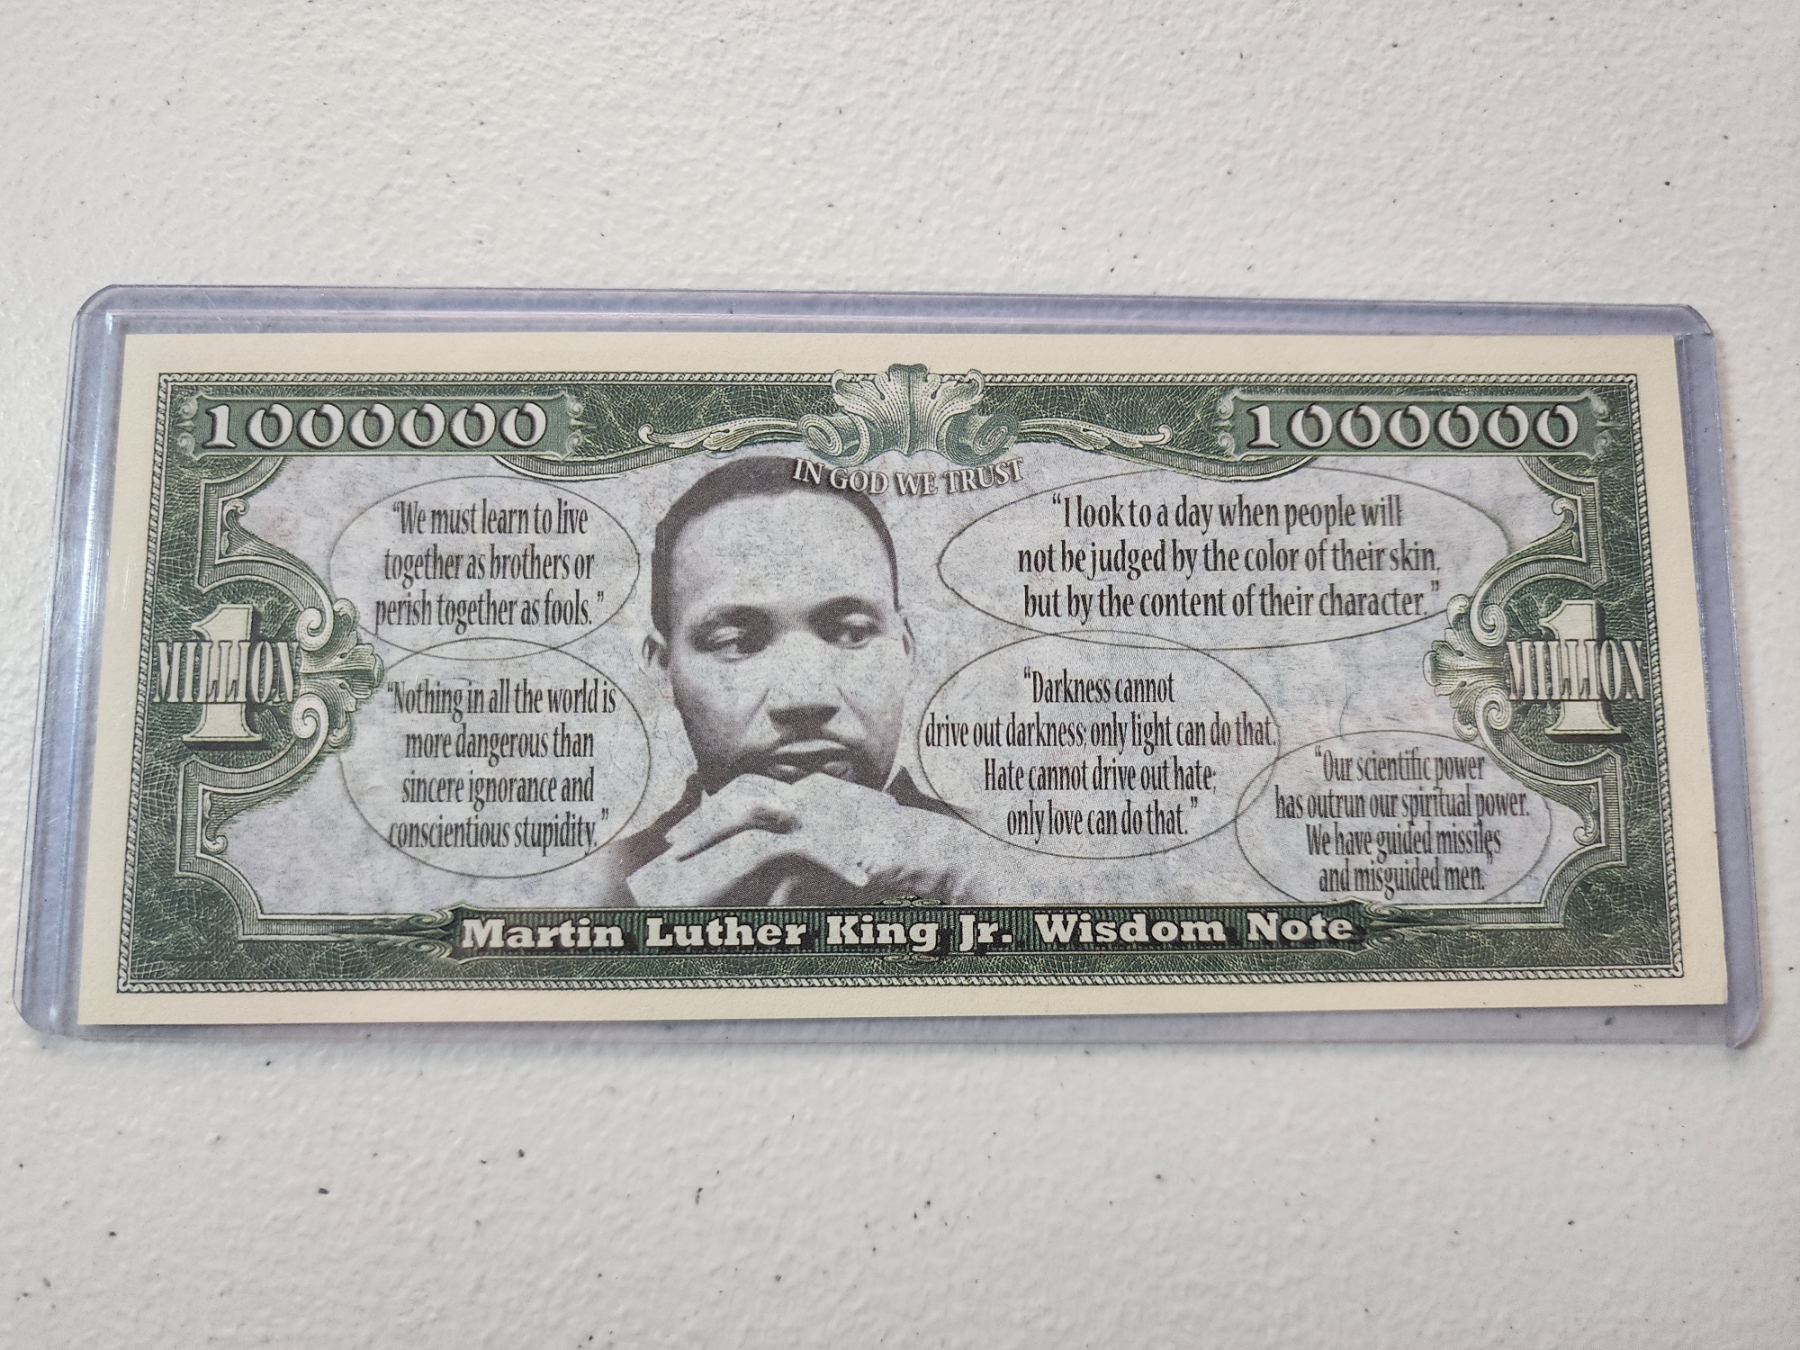 1000000
1000000
IN GOD WE TRUST
"We must learn to live
together as brothers or
perish together as fools."
"I look to a day when people will
not be judged by the color of their skin,
but by the content of their character."
1
MILLION
1
MILLION
"Nothing in all the world is
more dangerous than
sincere ignorance and
conscientious stupidity."
"Darkness cannot
drive out darkness; only light can do that.
Hate cannot drive out hate;
only love can do that."
"Our scientific power
has outrun our spiritual power.
We have guided missiles
and misguided men.
Martin Luther King Jr. Wisdom Note